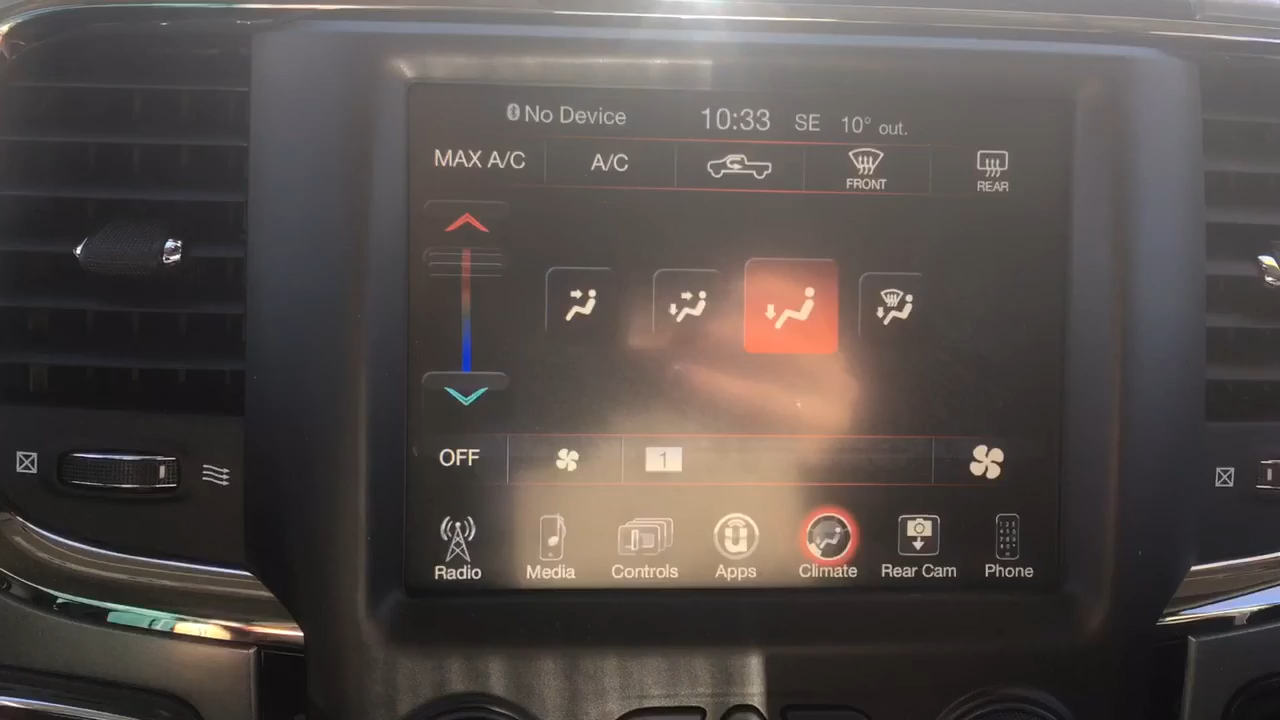 No Device 10:33 SE 10° out.
MAX A/C A/C FRONT REAR
OFF 1
Radio Media Controls Apps Climate Rear Cam Phone